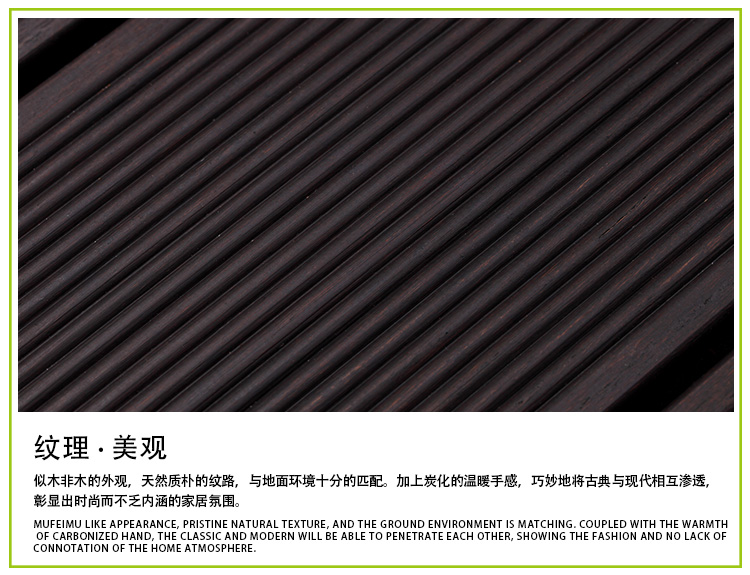 纹理·美观
似木非木的外观，天然质朴的纹路，与地面环境十分的匹配。加上炭化的温暖手感，巧妙地将古典与现代相互渗透，
彰显出时尚而不乏内涵的家居氛围。
MUFEIMU LIKE APPEARANCE, PRISTINE NATURAL TEXTURE, AND THE GROUND ENVIRONMENT IS MATCHING. COUPLED WITH THE WARMTH
OF CARBONIZED HAND, THE CLASSIC AND MODERN WILL BE ABLE TO PENETRATE EACH OTHER, SHOWING THE FASHION AND NO LACK OF
CONNOTATION OF THE HOME ATMOSPHERE.